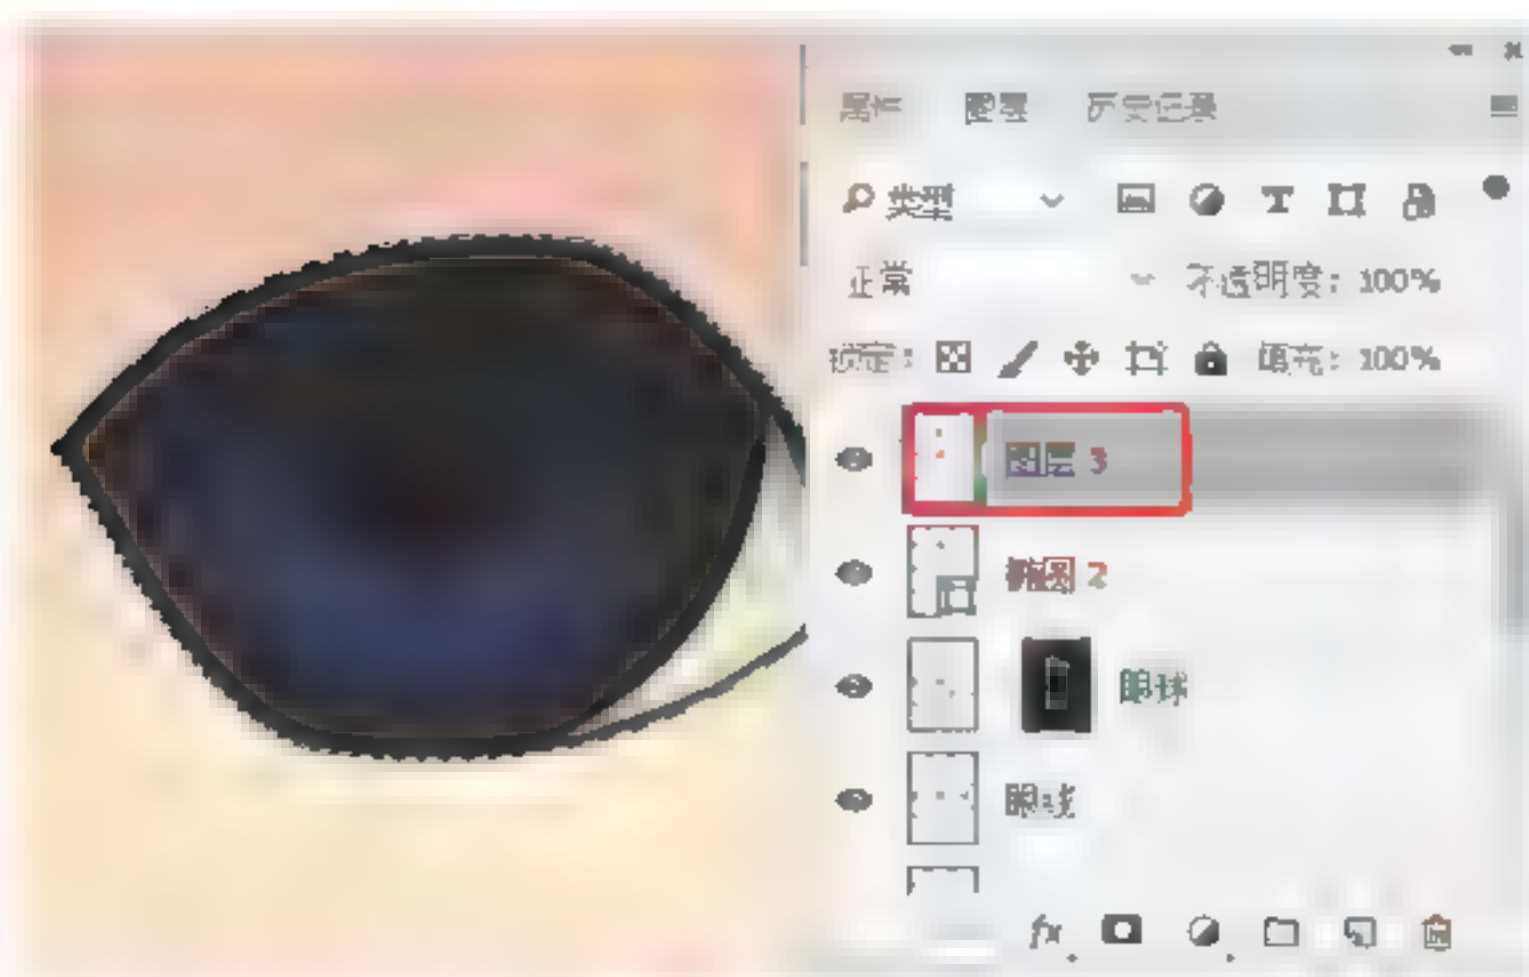 属性 图层 历史记录
类型
正常 不透明度: 100%
锁定: 填充: 100%
图层 3
椭圆 2
眼球
眼线
fx